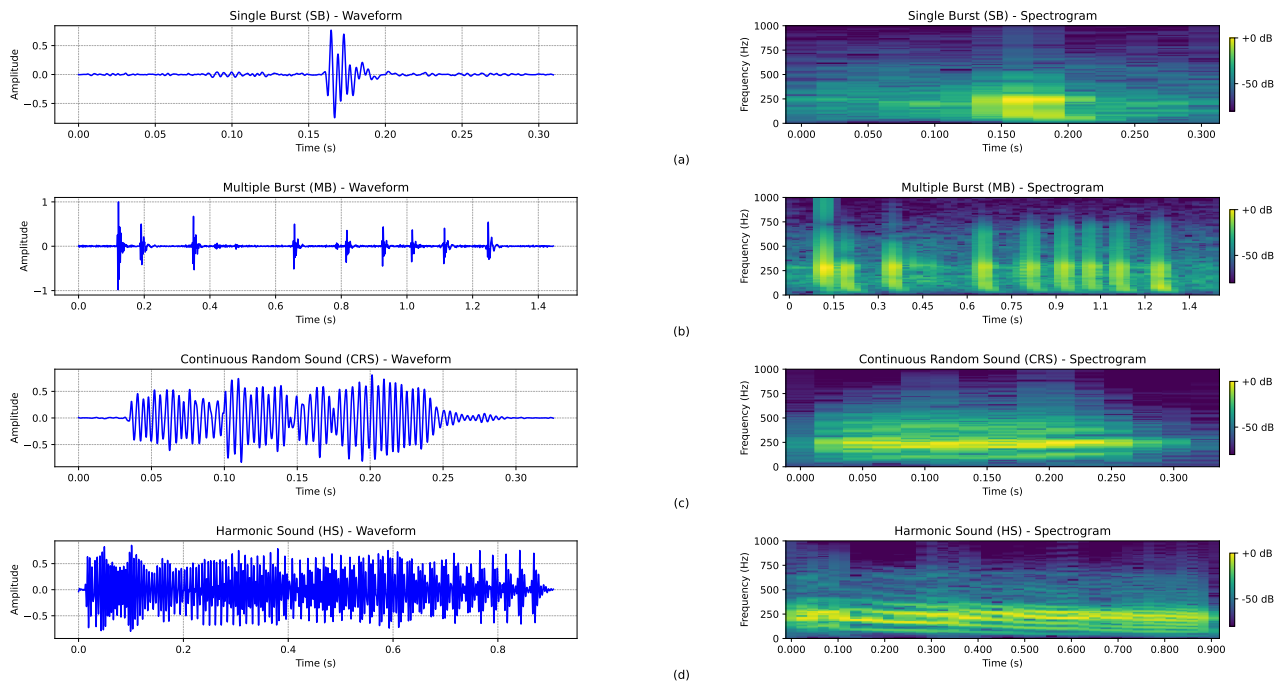 Single Burst (SB) - Waveform
Amplitude
0.5
0.0
−0.5
0.00 0.05 0.10 0.15 0.20 0.25 0.30
Time (s)
Single Burst (SB) - Spectrogram
Frequency (Hz)
1000
750
500
250
0
0.000 0.050 0.100 0.150 0.200 0.250 0.300
Time (s)
+0 dB
-50 dB
(a)
Multiple Burst (MB) - Waveform
Amplitude
1
0
−1
0.0 0.2 0.4 0.6 0.8 1.0 1.2 1.4
Time (s)
Multiple Burst (MB) - Spectrogram
Frequency (Hz)
1000
750
500
250
0
0 0.15 0.3 0.45 0.6 0.75 0.9 1.1 1.2 1.4
Time (s)
+0 dB
-50 dB
(b)
Continuous Random Sound (CRS) - Waveform
Amplitude
0.5
0.0
−0.5
0.00 0.05 0.10 0.15 0.20 0.25 0.30
Time (s)
Continuous Random Sound (CRS) - Spectrogram
Frequency (Hz)
1000
750
500
250
0
0.000 0.050 0.100 0.150 0.200 0.250 0.300
Time (s)
+0 dB
-50 dB
(c)
Harmonic Sound (HS) - Waveform
Amplitude
0.5
0.0
−0.5
0.0 0.2 0.4 0.6 0.8
Time (s)
Harmonic Sound (HS) - Spectrogram
Frequency (Hz)
1000
750
500
250
0
0.000 0.100 0.200 0.300 0.400 0.500 0.600 0.700 0.800 0.900
Time (s)
+0 dB
-50 dB
(d)